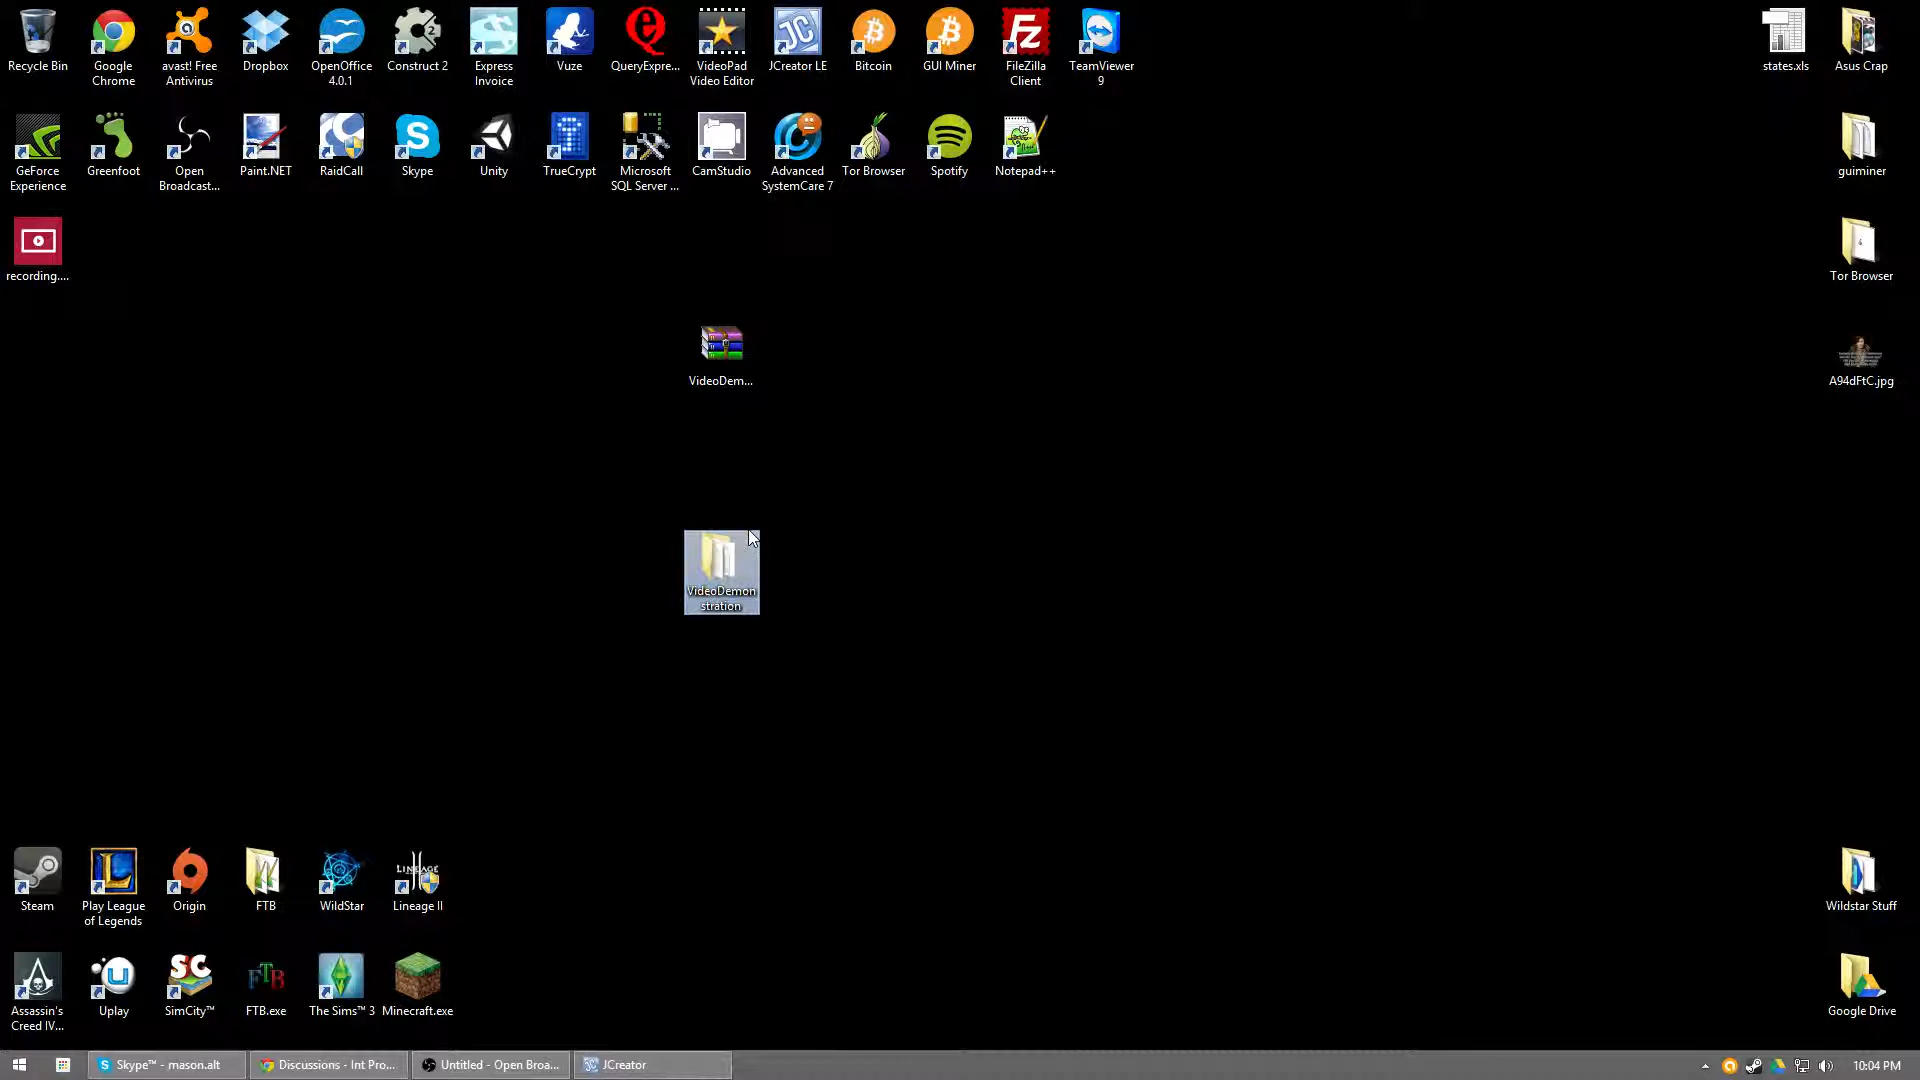 Recycle Bin
Google
Chrome
avast! Free
Antivirus
Dropbox
OpenOffice
4.0.1
Construct 2
Express
Invoice
Vuze
QueryExpre...
VideoPad
Video Editor
JCreator LE
Bitcoin
GUI Miner
FileZilla
Client
TeamViewer
9
states.xls
Asus Crap
GeForce
Experience
Greenfoot
Open
Broadcast...
Paint.NET
RaidCall
Skype
Unity
TrueCrypt
Microsoft
SQL Server ...
CamStudio
Advanced
SystemCare 7
Tor Browser
Spotify
Notepad++
guiminer
recording....
Tor Browser
VideoDem...
A94dFtC.jpg
VideoDemon
stration
Steam
Play League
of Legends
Origin
FTB
WildStar
LINEAGE
Lineage II
Wildstar Stuff
Assassin's
Creed IV...
Uplay
SC
SimCity™
FTB
FTB.exe
The Sims™ 3
Minecraft.exe
Google Drive
Skype™ - mason.alt
Discussions - Int Pro...
Untitled - Open Broa...
JCreator
10:04 PM